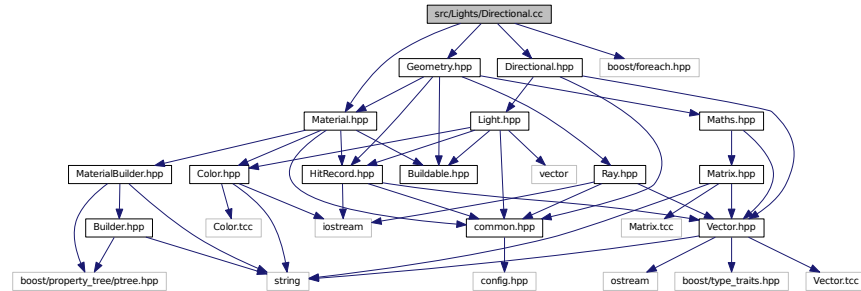 src/Lights/Directional.cc
Geometry.hpp
Directional.hpp
boost/foreach.hpp
Material.hpp
Light.hpp
Maths.hpp
MaterialBuilder.hpp
Color.hpp
HitRecord.hpp
Buildable.hpp
vector
Ray.hpp
Matrix.hpp
Builder.hpp
Color.tcc
iostream
common.hpp
Matrix.tcc
Vector.hpp
boost/property_tree/ptree.hpp
string
config.hpp
ostream
boost/type_traits.hpp
Vector.tcc